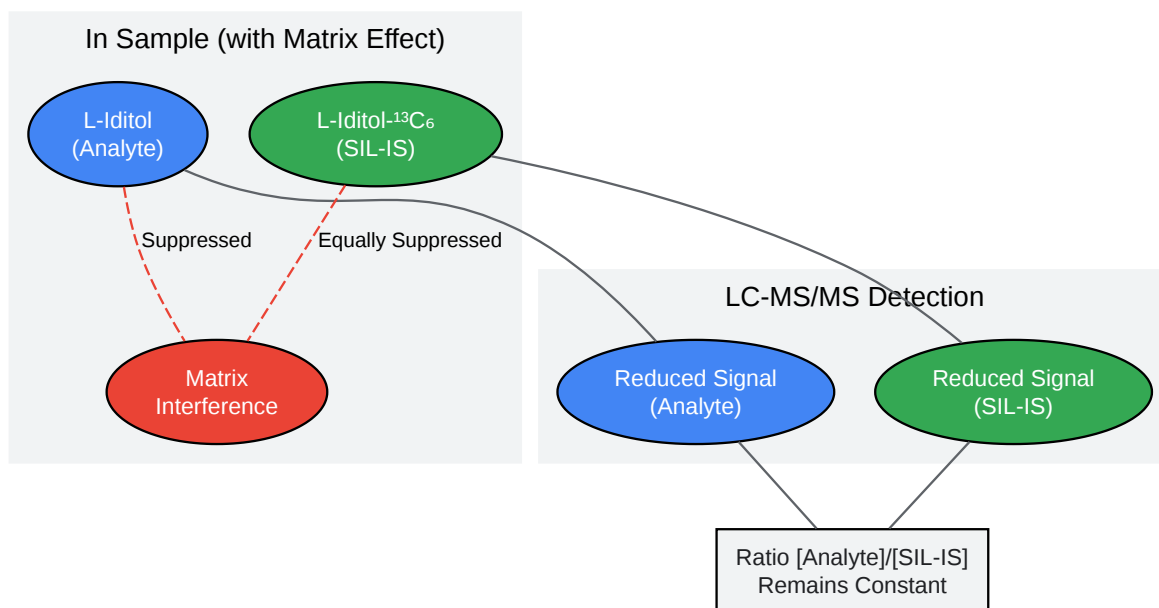 In Sample (with Matrix Effect)
L-Iditol
(Analyte)
L-Iditol-¹³C₆
(SIL-IS)
Suppressed
Equally Suppressed
Matrix
Interference
LC-MS/MS Detection
Reduced Signal
(Analyte)
Reduced Signal
(SIL-IS)
Ratio [Analyte]/[SIL-IS]
Remains Constant